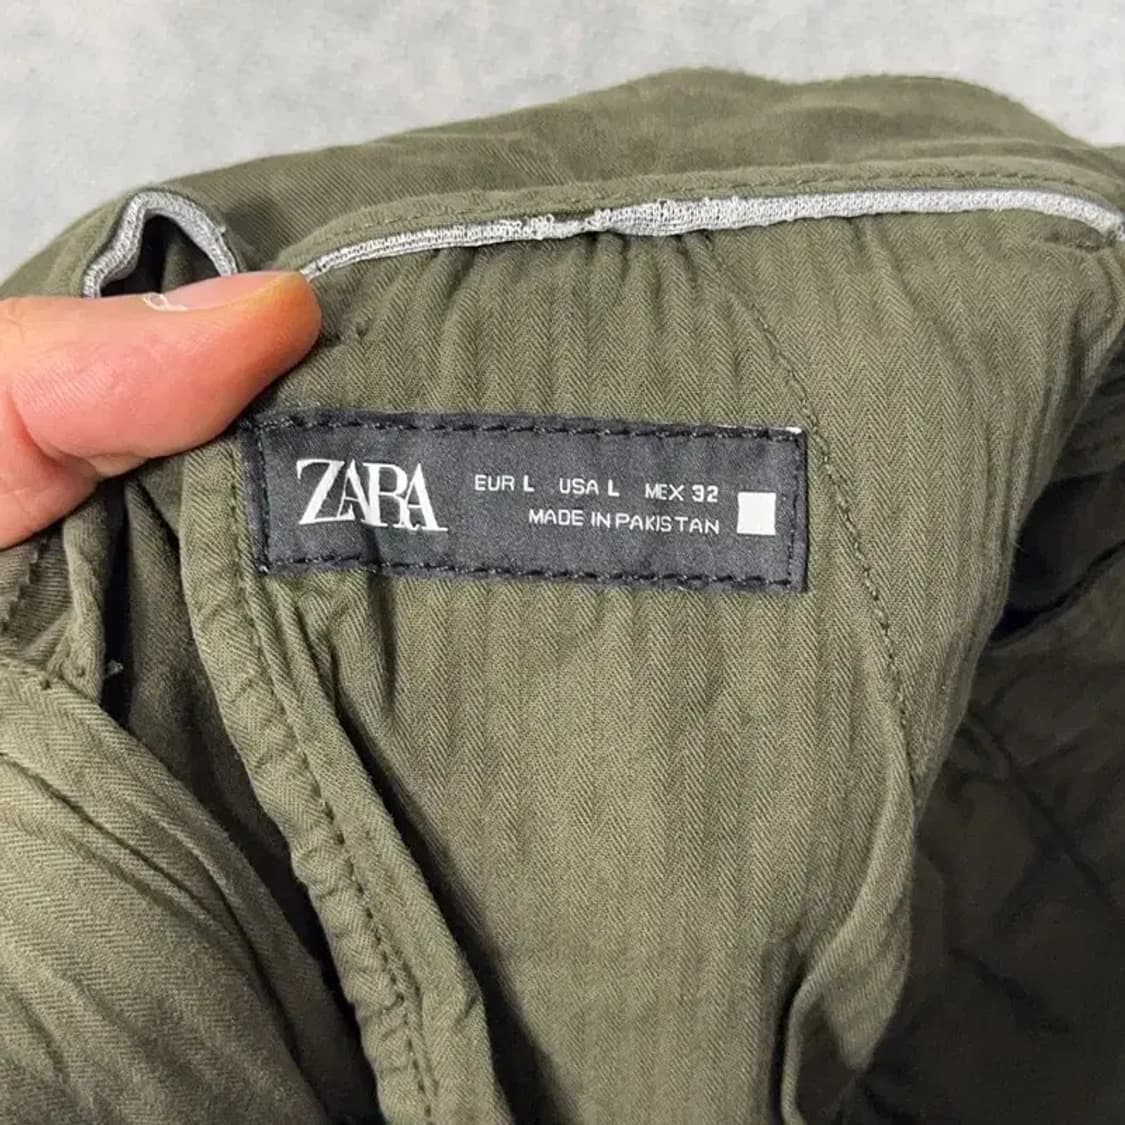 ZARA
EUR L USA L MEX 32
MADE IN PAKISTAN